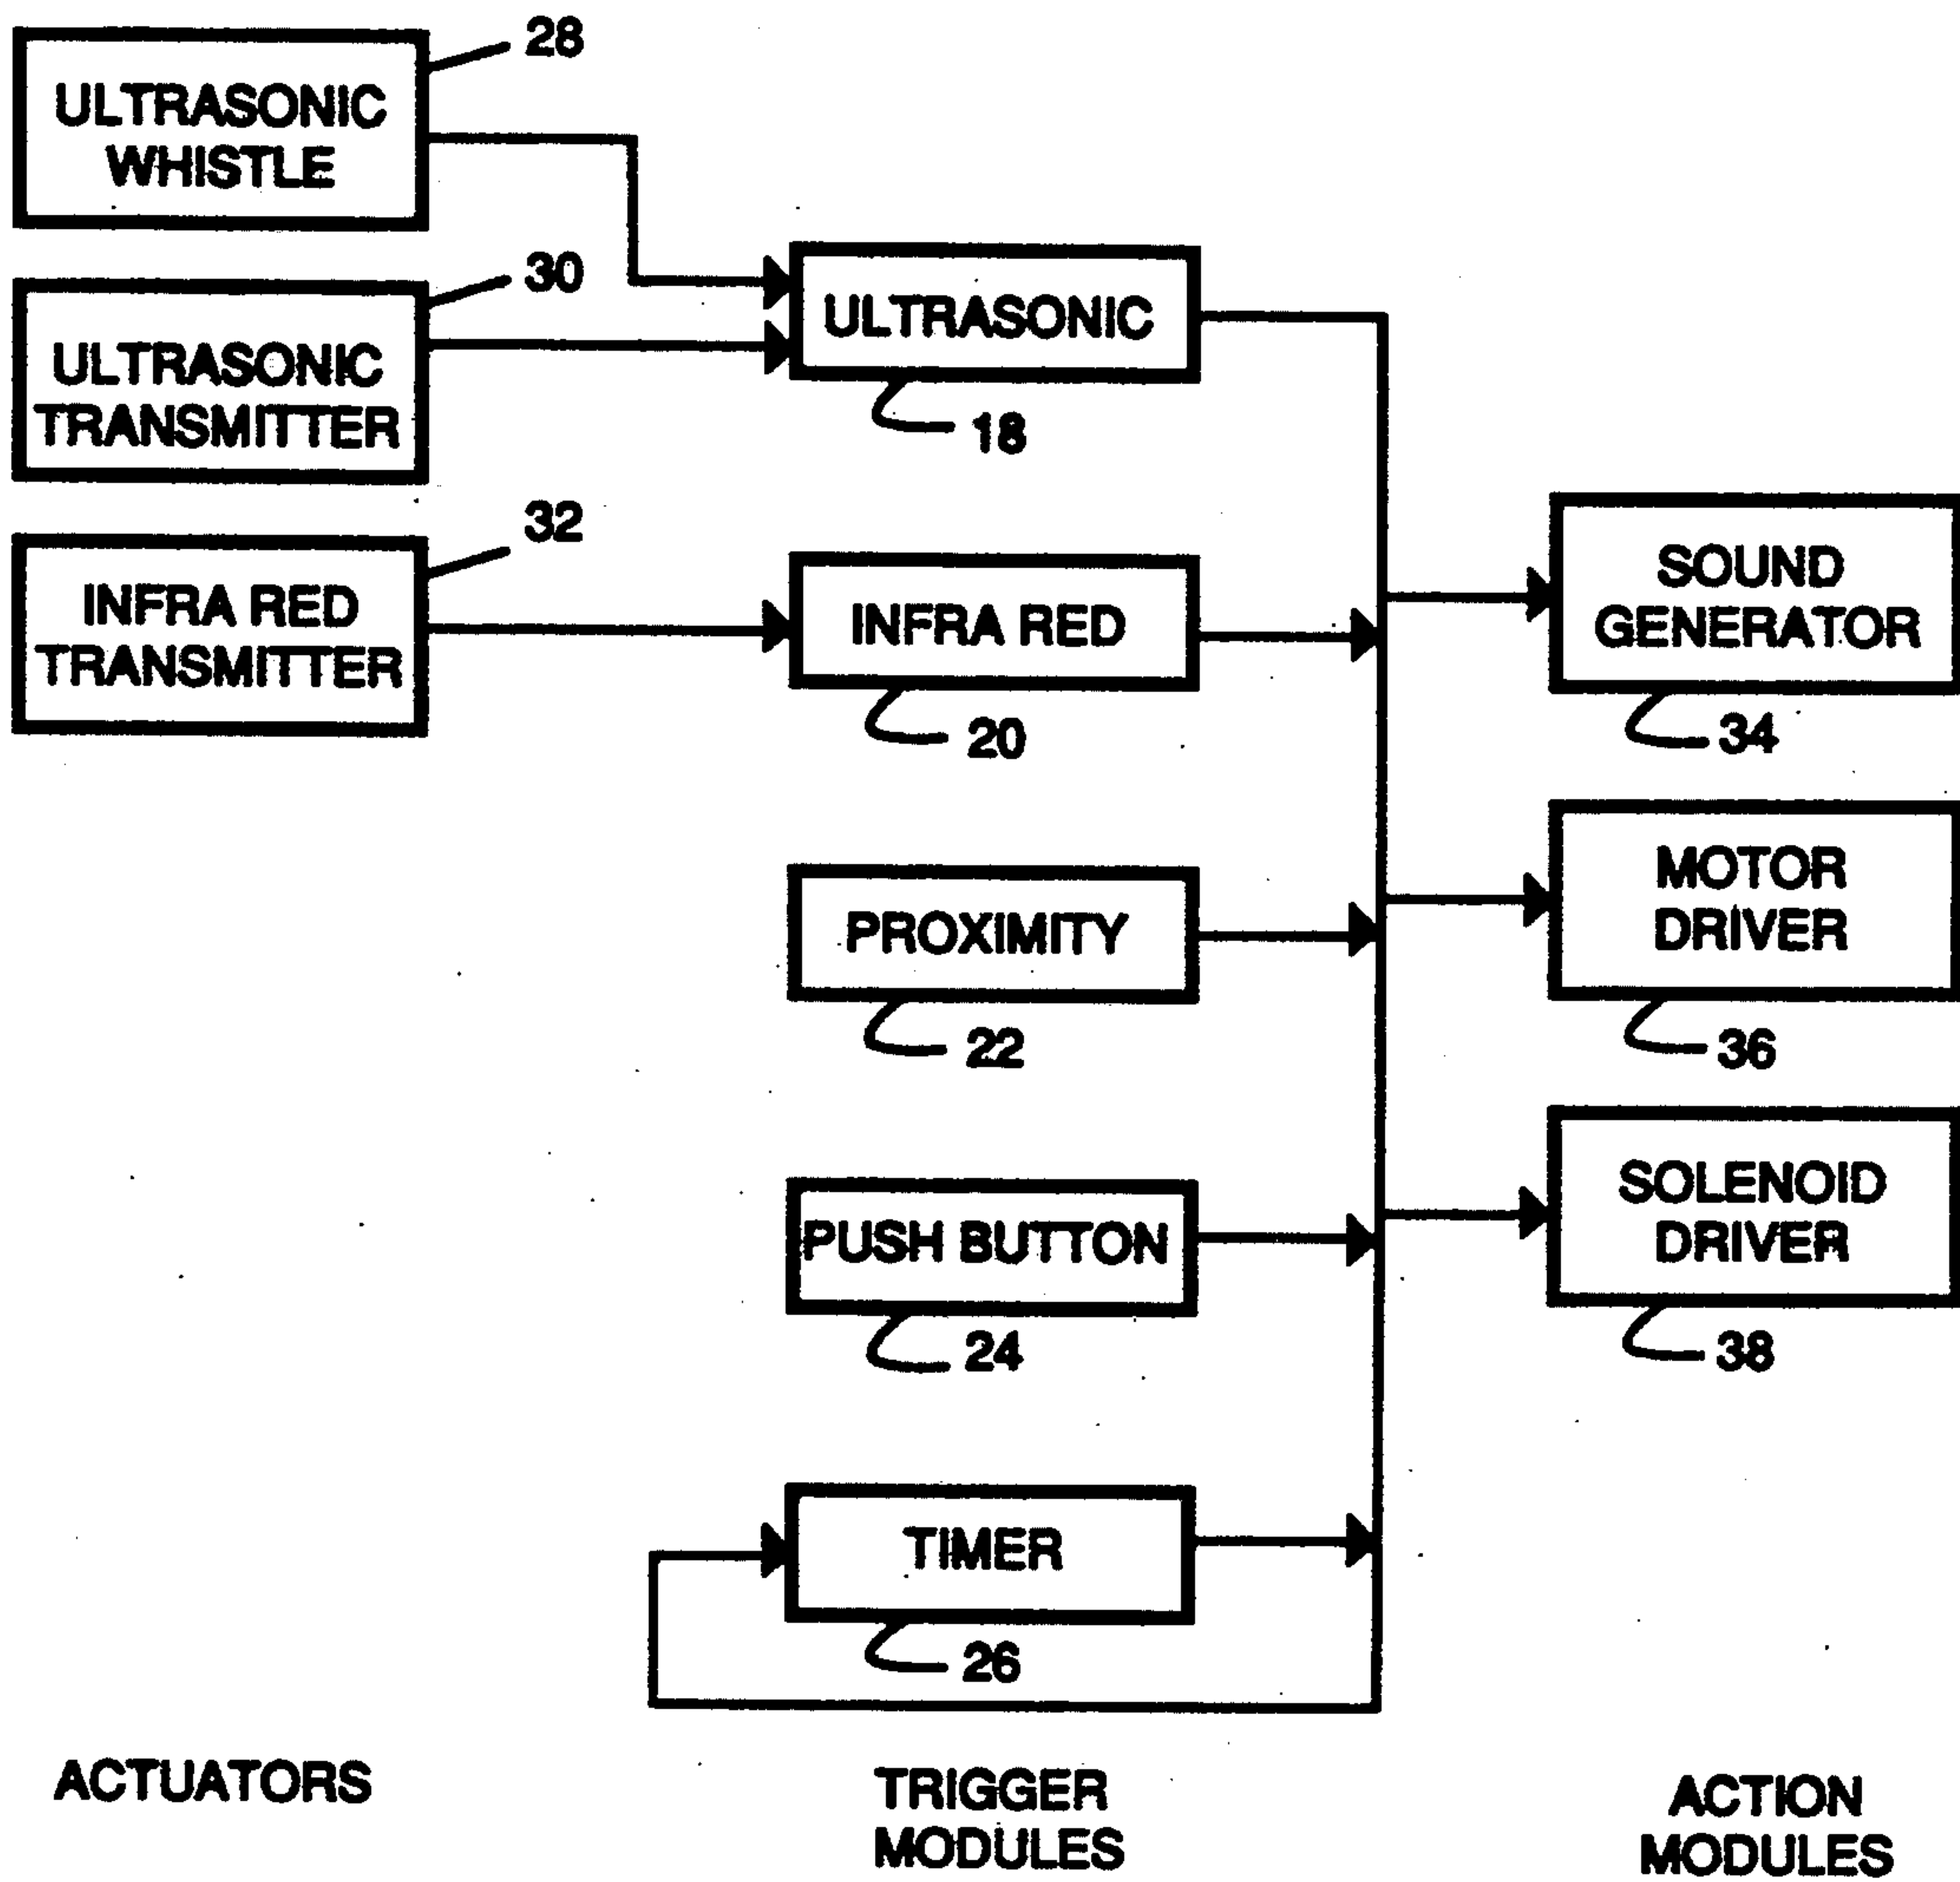 28
ULTRASONIC
WHISTLE
30
ULTRASONIC
TRANSMITTER
32
INFRA RED
TRANSMITTER
ULTRASONIC
18
INFRA RED
20
PROXIMITY
22
PUSH BUTTON
24
TIMER
26
SOUND
GENERATOR
34
MOTOR
DRIVER
36
SOLENOID
DRIVER
38
ACTUATORS
TRIGGER
MODULES
ACTION
MODULES